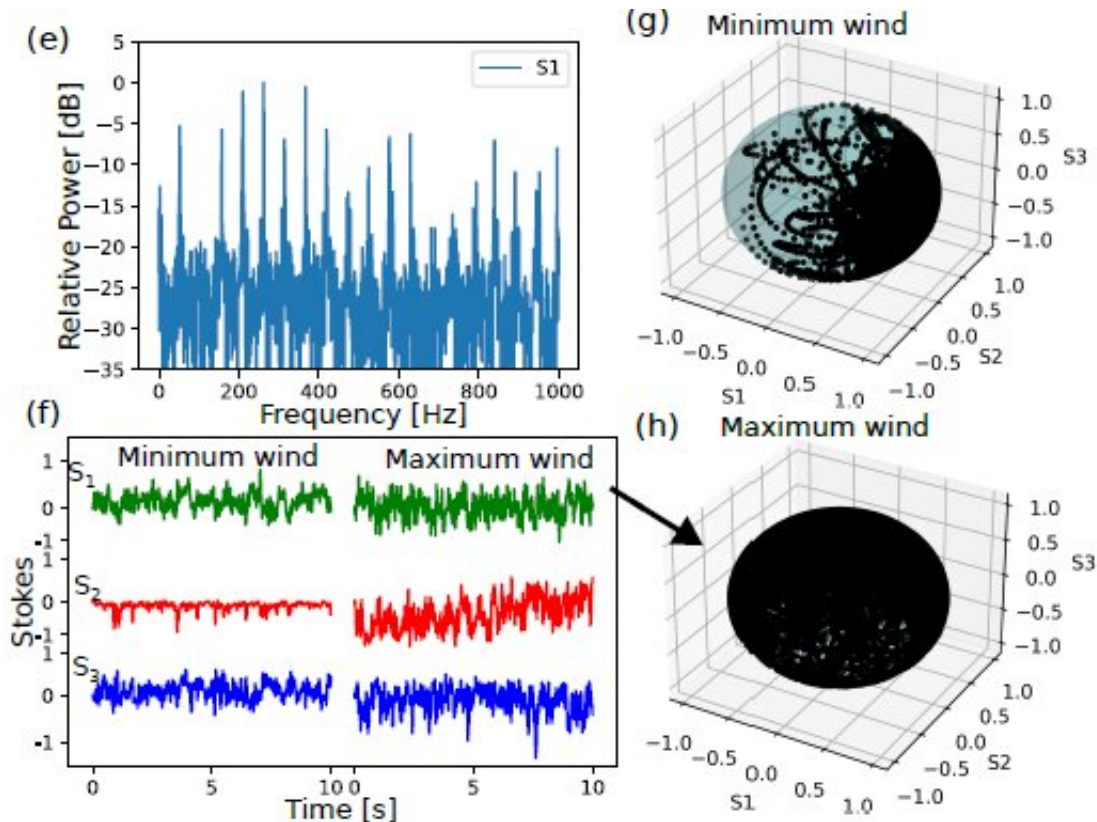 (e)
5
0
−5
−10
−15
−20
−25
−30
−35
Relative Power [dB]
S1
0 200 400 600 800 1000
Frequency [Hz]
(g) Minimum wind
1.0
0.5
0.0
−0.5
−1.0
S3
−1.0 −0.5 0.0 0.5 1.0
S1
−1.0 −0.5 0.0 0.5 1.0
S2
(f)
Minimum wind Maximum wind
S1
1
0
-1
S2
1
0
-1
S3
1
0
-1
Stokes
0 5 10 0 5 10
Time [s]
(h) Maximum wind
1.0
0.5
0.0
−0.5
−1.0
S3
−1.0 −0.5 0.0 0.5 1.0
S1
−1.0 −0.5 0.0 0.5 1.0
S2